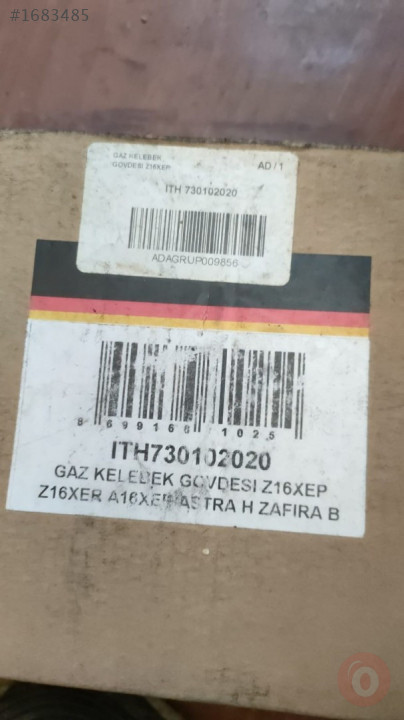 #1683485
GAZ KELEBEK
GOVDESI Z16XEP
AD / 1
ITH 730102020
ADAGRUP009856
ITH730102020
GAZ KELEBEK GOVDESI Z16XEP
Z16XER A16XER ASTRA H ZAFIRA B